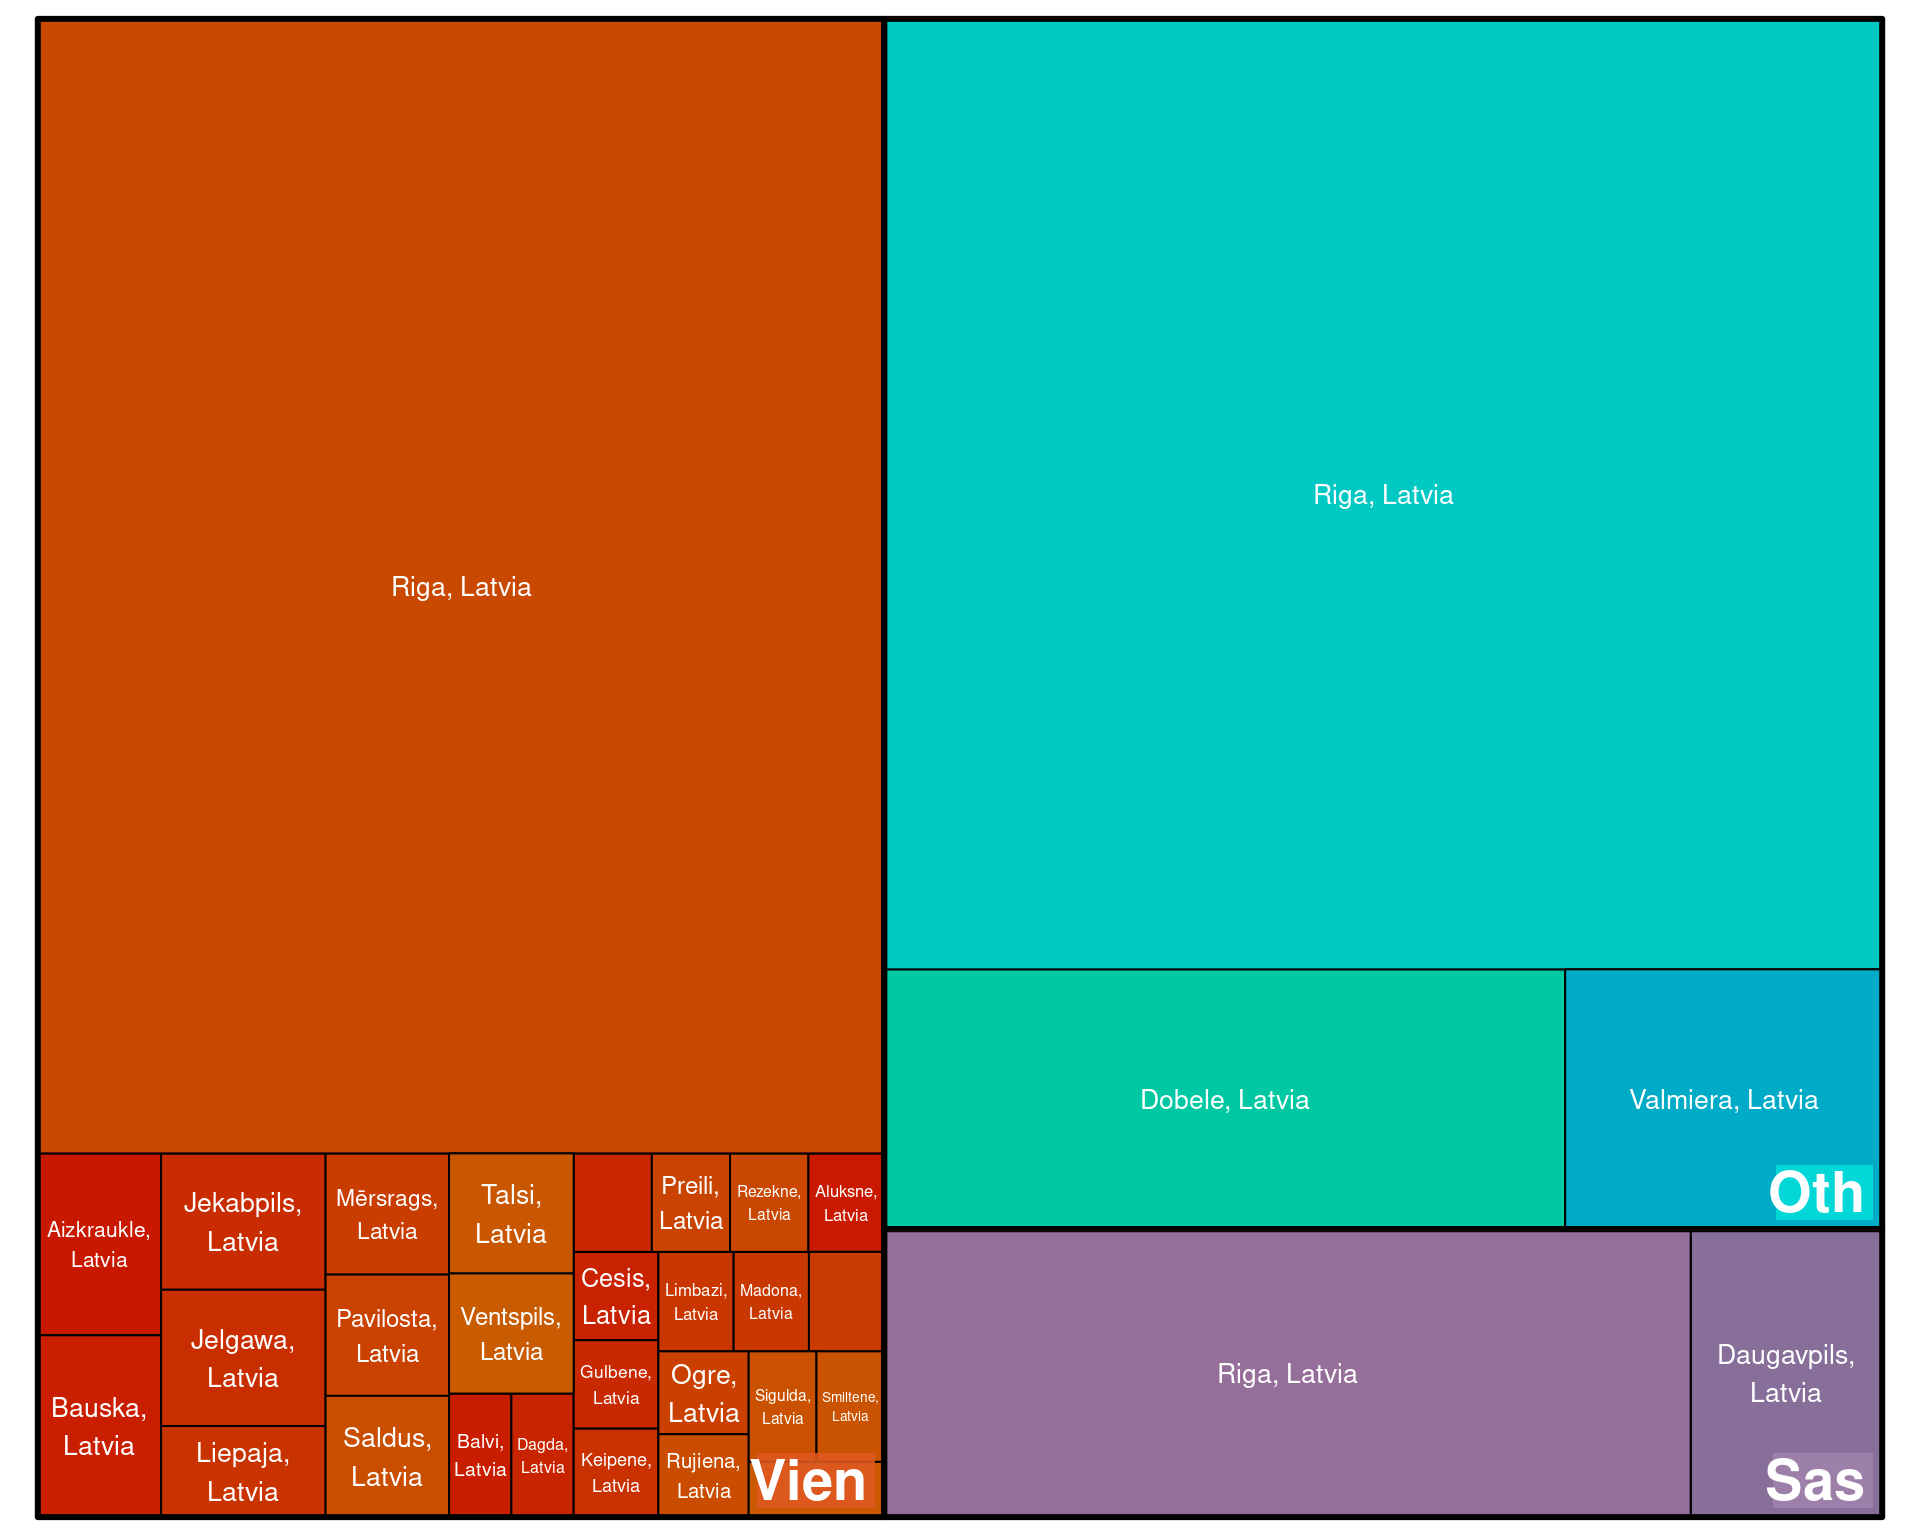 Riga, Latvia
Aizkraukle,
Latvia
Bauska,
Latvia
Jekabpils,
Latvia
Jelgawa,
Latvia
Liepaja,
Latvia
Mērsrags,
Latvia
Pavilosta,
Latvia
Saldus,
Latvia
Talsi,
Latvia
Ventspils,
Latvia
Balvi,
Latvia
Dagda,
Latvia
Preili,
Latvia
Rezekne,
Latvia
Aluksne,
Latvia
Cesis,
Latvia
Gulbene,
Latvia
Keipene,
Latvia
Limbazi,
Latvia
Madona,
Latvia
Ogre,
Latvia
Rujiena,
Latvia
Sigulda,
Latvia
Smiltene,
Latvia
Vien
Riga, Latvia
Dobele, Latvia
Valmiera, Latvia
Oth
Riga, Latvia
Daugavpils,
Latvia
Sas